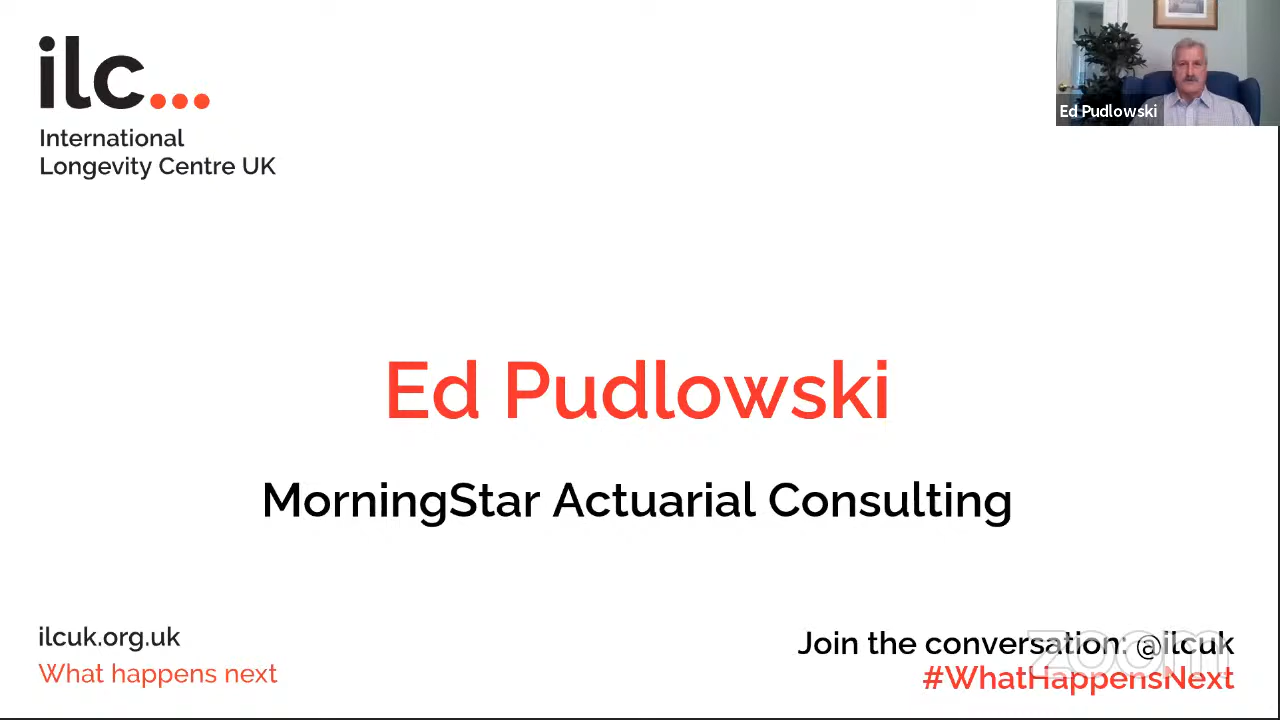 ilc...
International
Longevity Centre UK
Ed Pudlowski
Ed Pudlowski
MorningStar Actuarial Consulting
ilcuk.org.uk
What happens next
Join the conversation: @ilcuk
#WhatHappensNext
zoom